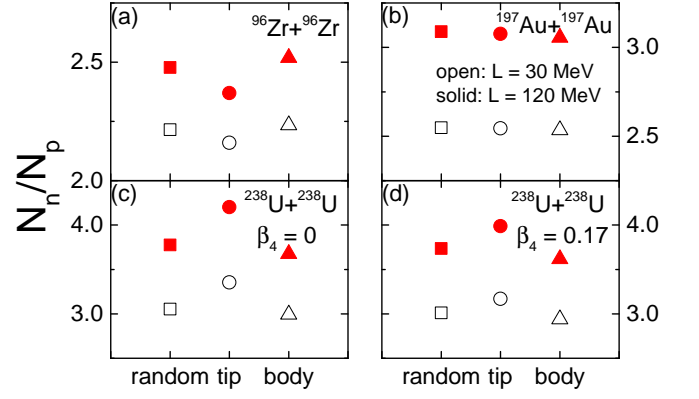 (a)
⁹⁶Zr+⁹⁶Zr
(b)
¹⁹⁷Au+¹⁹⁷Au
open: L = 30 MeV
solid: L = 120 MeV
2.5
2.0
3.0
2.5
Nₙ/Nₚ
(c)
²³⁸U+²³⁸U
β₄ = 0
(d)
²³⁸U+²³⁸U
β₄ = 0.17
4.0
3.0
4.0
3.0
random tip body
random tip body